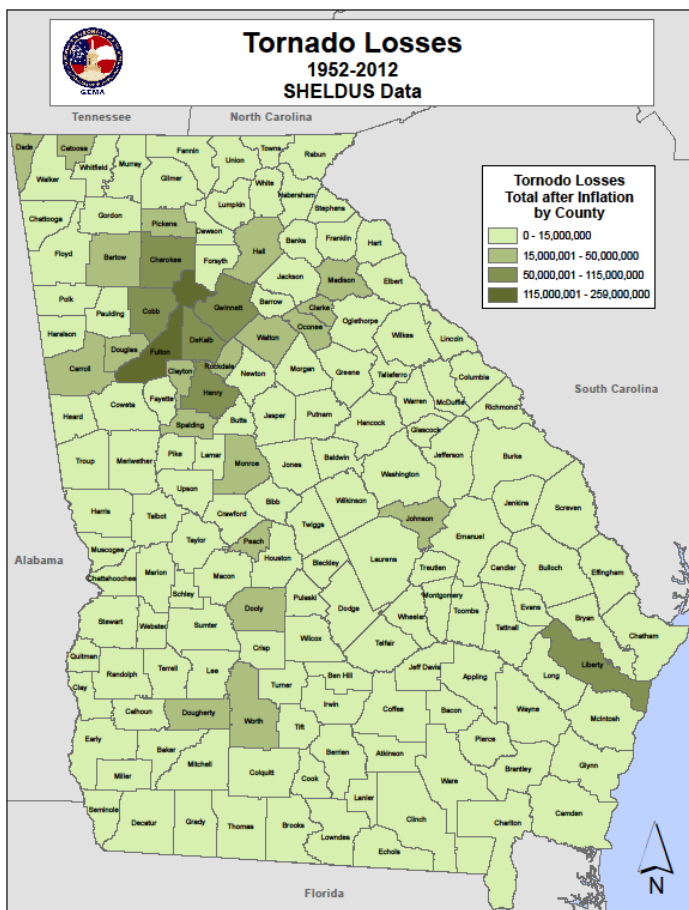 Tornado Losses
1952-2012
SHELDUS Data
GEMA
Tennessee
North Carolina
Tornodo Losses
Total after Inflation
by County
0 - 15,000,000
15,000,001 - 50,000,000
50,000,001 - 115,000,000
115,000,001 - 259,000,000
Dade
Catoosa
Fannin
Towns
Rabun
Whitfield
Murray
Union
Walker
Gilmer
White
Habersham
Lumpkin
Stephens
Chattooga
Gordon
Pickens
Dawson
Banks
Franklin
Hart
Hall
Floyd
Bartow
Cherokee
Forsyth
Jackson
Madison
Elbert
Polk
Paulding
Cobb
Gwinnett
Barrow
Clarke
Oconee
Oglethorpe
Wilkes
Lincoln
Haralson
Douglas
Fulton
DeKalb
Walton
Carroll
Clayton
Rockdale
Newton
Morgan
Greene
Taliaferro
Columbia
McDuffie
South Carolina
Heard
Coweta
Fayette
Henry
Spalding
Butts
Jasper
Putnam
Hancock
Warren
Glascock
Richmond
Troup
Meriwether
Pike
Lamar
Monroe
Jones
Baldwin
Washington
Jefferson
Burke
Upson
Harris
Talbot
Crawford
Bibb
Twiggs
Wilkinson
Johnson
Jenkins
Screven
Emanuel
Alabama
Muscogee
Taylor
Peach
Houston
Bleckley
Laurens
Treutlen
Candler
Bulloch
Effingham
Chattahoochee
Marion
Macon
Schley
Pulaski
Dodge
Montgomery
Wheeler
Toombs
Evans
Bryan
Chatham
Stewart
Webster
Sumter
Dooly
Wilcox
Telfair
Tattnall
Liberty
Crisp
Quitman
Randolph
Terrell
Lee
Turner
Ben Hill
Jeff Davis
Appling
Long
Clay
Calhoun
Dougherty
Worth
Irwin
Coffee
Bacon
Wayne
McIntosh
Tift
Early
Baker
Mitchell
Berrien
Atkinson
Pierce
Miller
Colquitt
Cook
Ware
Brantley
Glynn
Seminole
Lanier
Decatur
Grady
Thomas
Brooks
Lowndes
Clinch
Charlton
Camden
Echols
Florida
N